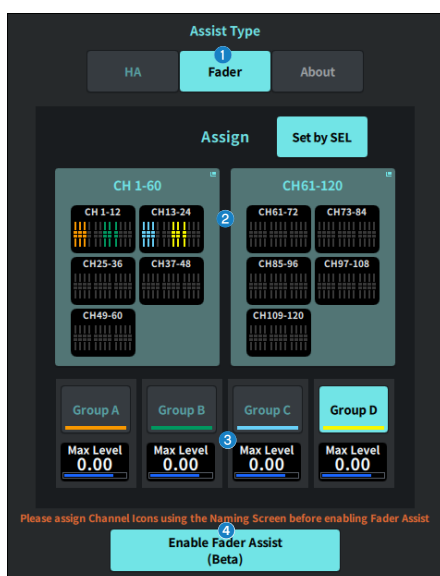 Assist Type
1
HA
Fader
About
Assign
Set by SEL
CH 1-60
CH61-120
2
CH 1-12
CH13-24
CH61-72
CH73-84
CH25-36
CH37-48
CH85-96
CH97-108
CH49-60
CH109-120
Group A
Group B
Group C
Group D
3
Max Level
Max Level
Max Level
Max Level
0.00
0.00
0.00
0.00
Please assign Channel Icons using the Naming Screen before enabling Fader Assist
4
Enable Fader Assist
(Beta)